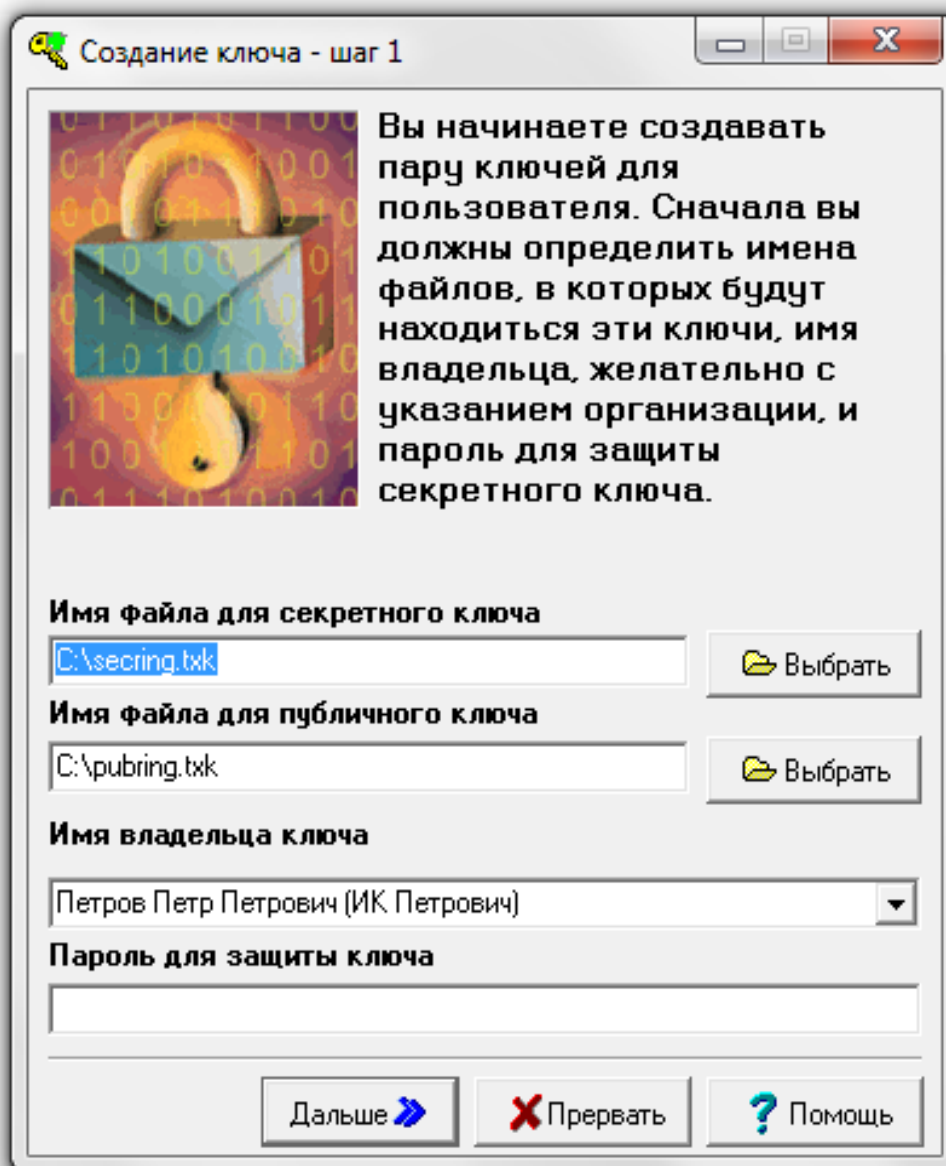 Создание ключа - шаг 1
Вы начинаете создавать
пару ключей для
пользователя. Сначала вы
должны определить имена
файлов, в которых будут
находиться эти ключи, имя
владельца, желательно с
указанием организации, и
пароль для защиты
секретного ключа.
Имя файла для секретного ключа
C:\secring.txk
Выбрать
Имя файла для публичного ключа
C:\pubring.txk
Выбрать
Имя владельца ключа
Петров Петр Петрович (ИК Петрович)
Пароль для защиты ключа
Дальше
Прервать
? Помощь